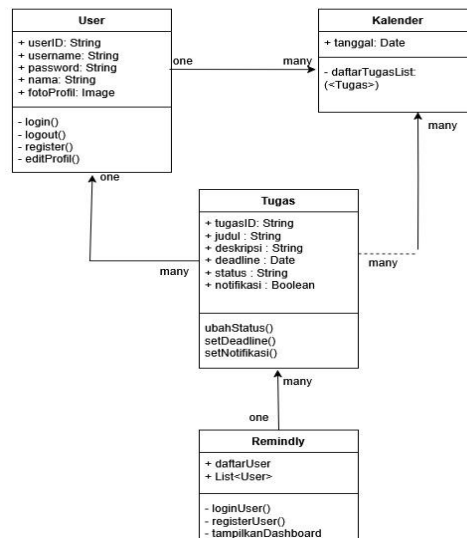 User
+ userID: String
+ username: String
+ password: String
+ nama: String
+ fotoProfil: Image
- login()
- logout()
- register()
- editProfil()
one
many
Kalender
+ tanggal: Date
- daftarTugasList:
(<Tugas>)
many
one
many
Tugas
+ tugasID: String
+ judul : String
+ deskripsi : String
+ deadline : Date
+ status : String
+ notifikasi : Boolean
ubahStatus()
setDeadline()
setNotifikasi()
many
many
one
Remindly
+ daftarUser
+ List<User>
- loginUser()
- registerUser()
- tampilkanDashboard